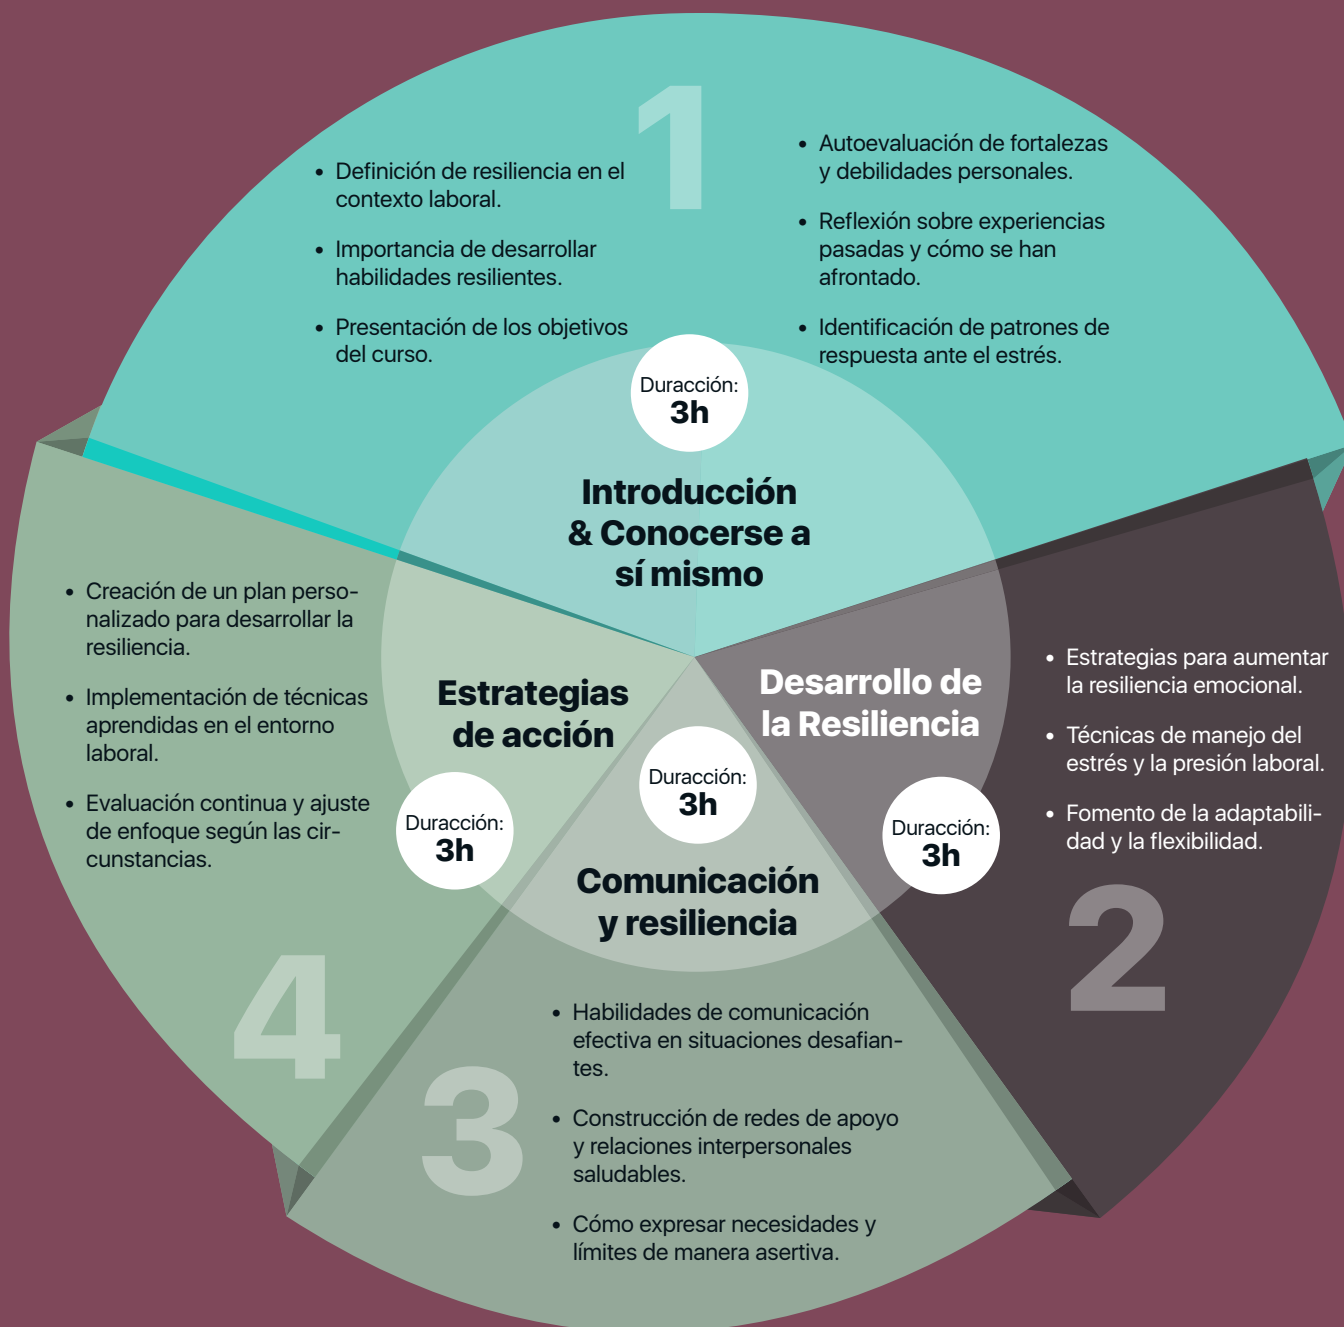 1
• Definición de resiliencia en el
contexto laboral.
• Importancia de desarrollar
habilidades resilientes.
• Presentación de los objetivos
del curso.
• Autoevaluación de fortalezas
y debilidades personales.
• Reflexión sobre experiencias
pasadas y cómo se han
afrontado.
• Identificación de patrones de
respuesta ante el estrés.
Duracción:
3h
Introducción
& Conocerse a
sí mismo
Desarrollo de
la Resiliencia
Duracción:
3h
• Estrategias para aumentar
la resiliencia emocional.
• Técnicas de manejo del
estrés y la presión laboral.
• Fomento de la adaptabili-
dad y la flexibilidad.
2
Duracción:
3h
Comunicación
y resiliencia
3
• Habilidades de comunicación
efectiva en situaciones desafian-
tes.
• Construcción de redes de apoyo
y relaciones interpersonales
saludables.
• Cómo expresar necesidades y
límites de manera asertiva.
Estrategias
de acción
Duracción:
3h
• Creación de un plan perso-
nalizado para desarrollar la
resiliencia.
• Implementación de técnicas
aprendidas en el entorno
laboral.
• Evaluación continua y ajuste
de enfoque según las cir-
cunstancias.
4